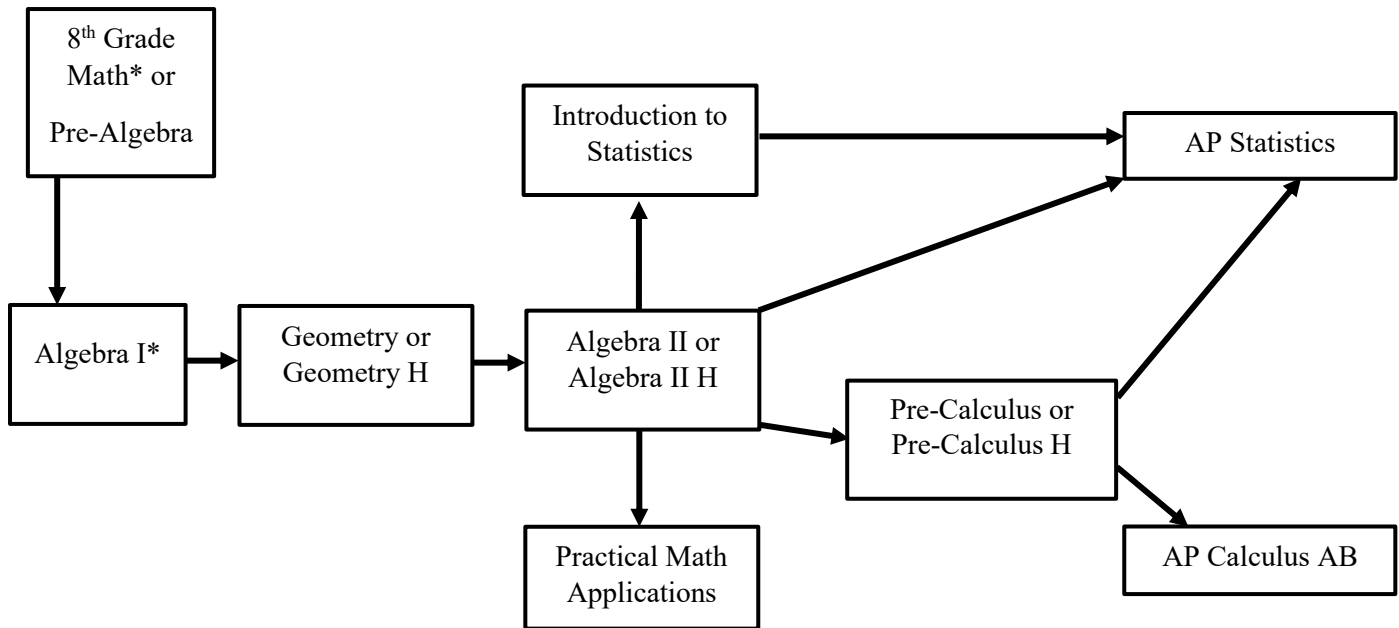 8th Grade
Math* or
Pre-Algebra
Introduction to
Statistics
AP Statistics
Algebra I*
Geometry or
Geometry H
Algebra II or
Algebra II H
Pre-Calculus or
Pre-Calculus H
Practical Math
Applications
AP Calculus AB